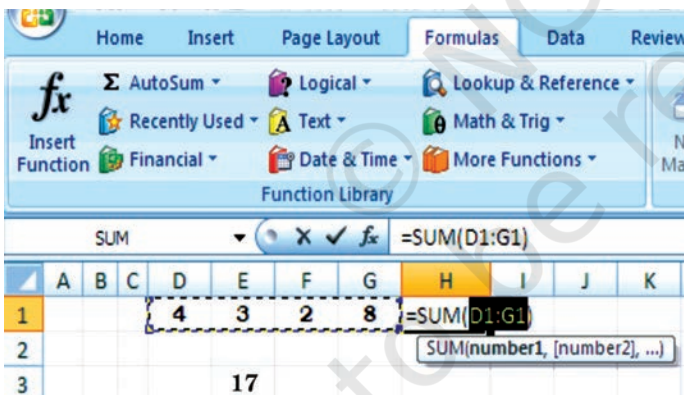 Home Insert Page Layout Formulas Data Review
fx Insert Function
Σ AutoSum Logical Lookup & Reference
Recently Used Text Math & Trig
Financial Date & Time More Functions
Function Library
SUM X ✓ fx =SUM(D1:G1)
A B C D E F G H I J K
1 4 3 2 8 =SUM(D1:G1)
2 SUM(number1, [number2], ...)
3 17